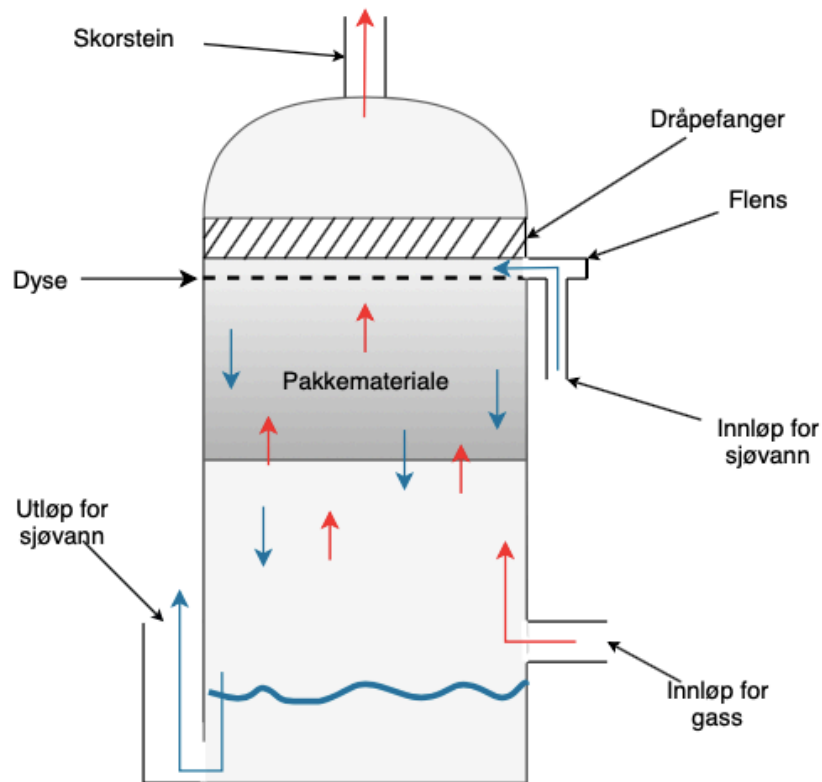 Skorstein
Dråpefanger
Flens
Dyse
Pakkemateriale
Innløp for
sjøvann
Utløp for
sjøvann
Innløp for
gass